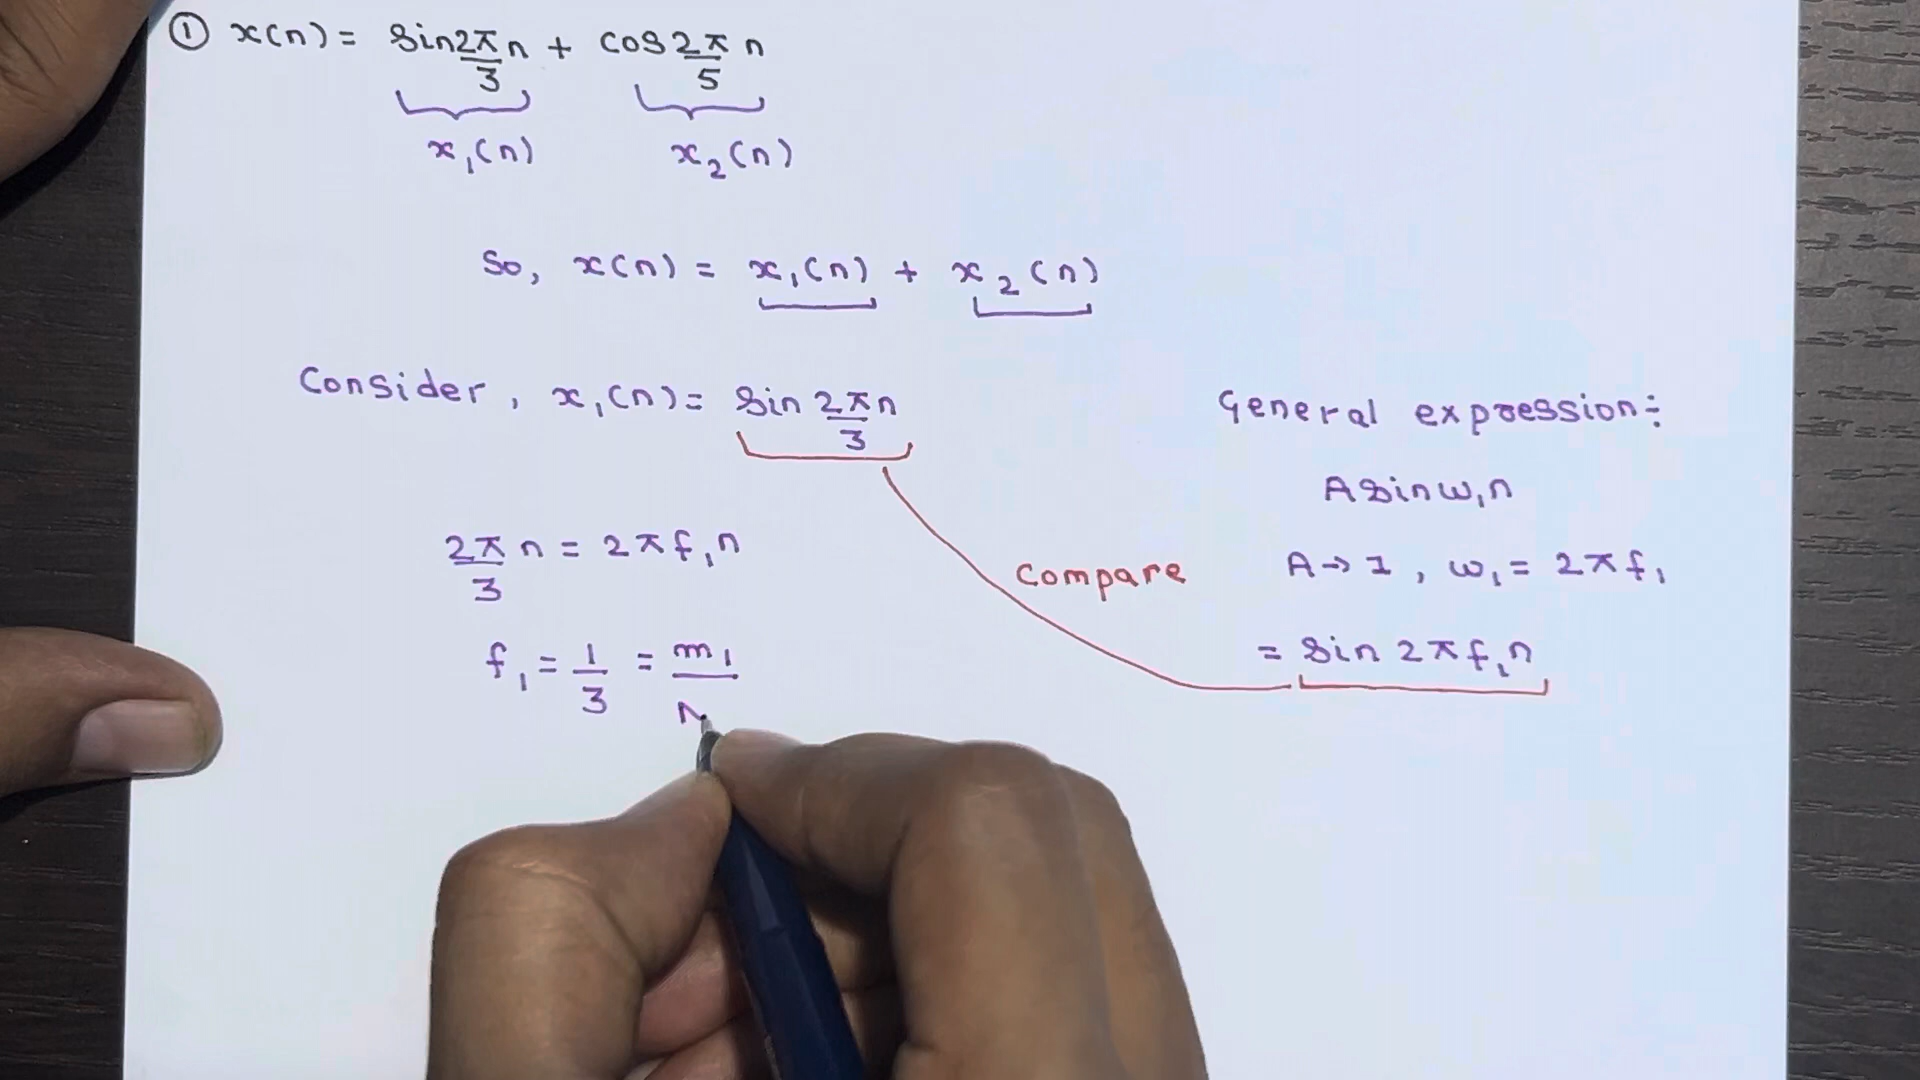 ① x(n) = sin 2π/3 n + cos 2π/5 n
x₁(n) x₂(n)
So, x(n) = x₁(n) + x₂(n)
Consider, x₁(n) = sin 2π/3 n
General expression:
A sin ω₁n
A → 1, ω₁ = 2πf₁
= sin 2πf₁n
Compare
2π/3 n = 2πf₁n
f₁ = 1/3 = m₁/N